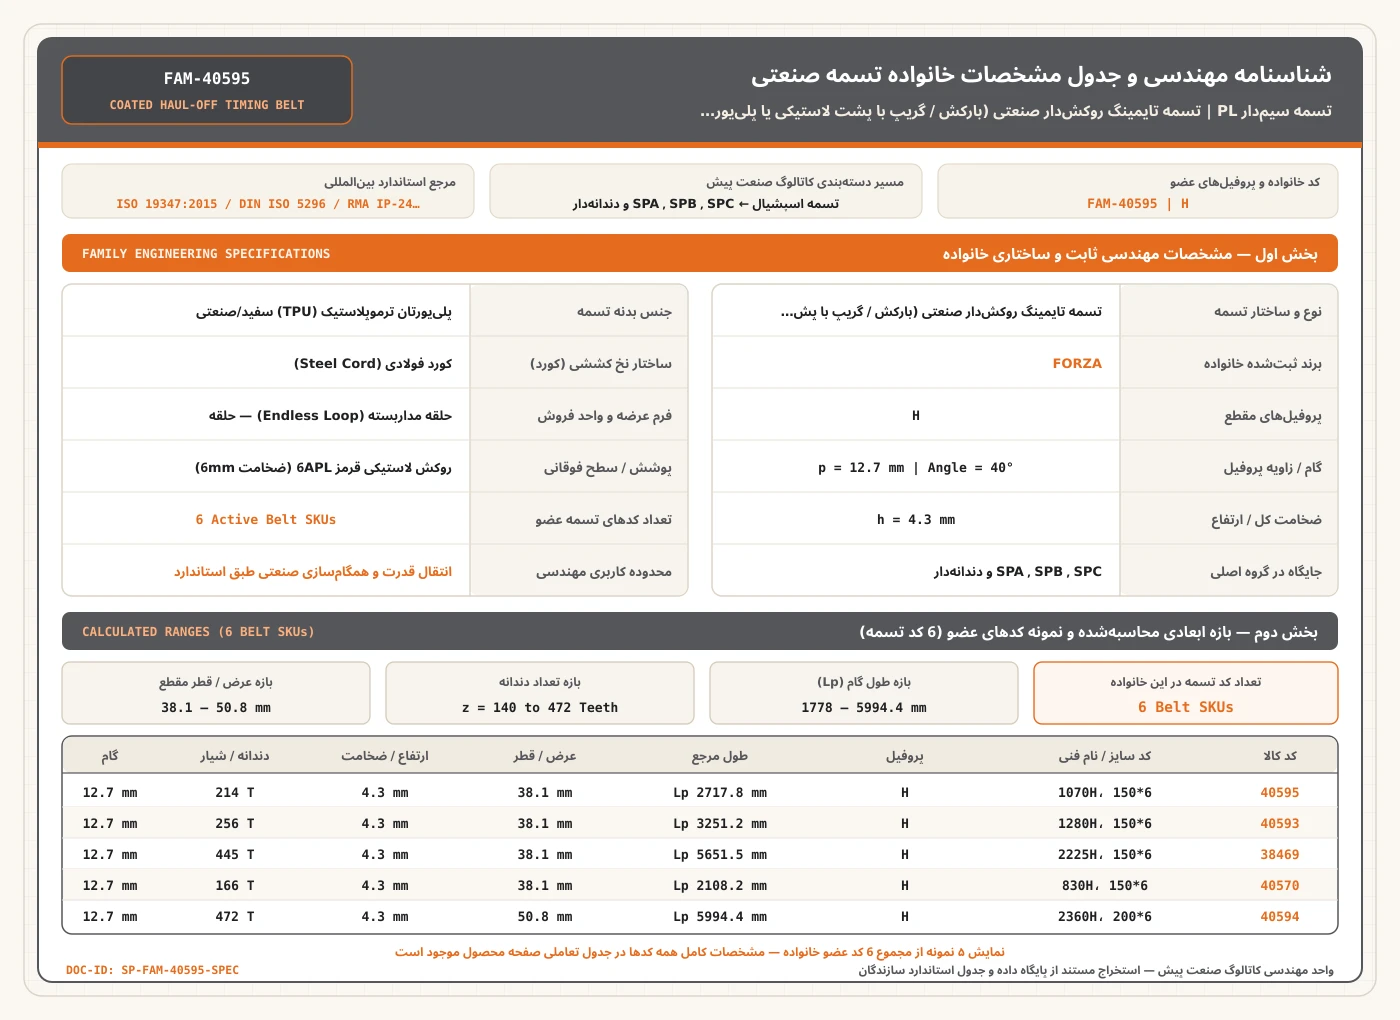 شناسنامه مهندسی و جدول مشخصات خانواده تسمه صنعتی
تسمه سیم‌دار PL | تسمه تایمینگ روکش‌دار صنعتی (بارکش / گریپ با پشت لاستیکی یا پلی‌یور...
FAM-40595
COATED HAUL-OFF TIMING BELT
کد خانواده و پروفیل‌های عضو
FAM-40595 | H
مسیر دسته‌بندی کاتالوگ صنعت پیش
تسمه اسپشیال ← SPA , SPB , SPC و دندانه‌دار
مرجع استاندارد بین‌المللی
ISO 19347:2015 / DIN ISO 5296 / RMA IP-24…
بخش اول — مشخصات مهندسی ثابت و ساختاری خانواده
FAMILY ENGINEERING SPECIFICATIONS
نوع و ساختار تسمه
تسمه تایمینگ روکش‌دار صنعتی (بارکش / گریپ با پش...
برند ثبت‌شده خانواده
FORZA
پروفیل‌های مقطع
H
گام / زاویه پروفیل
p = 12.7 mm | Angle = 40°
ضخامت کل / ارتفاع
h = 4.3 mm
جایگاه در گروه اصلی
SPA , SPB , SPC و دندانه‌دار
جنس بدنه تسمه
پلی‌یورتان ترموپلاستیک (TPU) سفید/صنعتی
ساختار نخ کششی (کورد)
کورد فولادی (Steel Cord)
فرم عرضه و واحد فروش
حلقه مداربسته (Endless Loop) — حلقه
پوشش / سطح فوقانی
روکش لاستیکی قرمز 6APL (ضخامت 6mm)
تعداد کدهای تسمه عضو
6 Active Belt SKUs
محدوده کاربری مهندسی
انتقال قدرت و همگام‌سازی صنعتی طبق استاندارد
بخش دوم — بازه ابعادی محاسبه‌شده و نمونه کدهای عضو (6 کد تسمه)
CALCULATED RANGES (6 BELT SKUs)
تعداد کد تسمه در این خانواده
6 Belt SKUs
بازه طول گام (Lp)
1778 – 5994.4 mm
بازه تعداد دندانه
z = 140 to 472 Teeth
بازه عرض / قطر مقطع
38.1 – 50.8 mm
کد کالا کد سایز / نام فنی پروفیل طول مرجع عرض / قطر ارتفاع / ضخامت دندانه / شیار گام
40595 1070H، 150*6 H Lp 2717.8 mm 38.1 mm 4.3 mm 214 T 12.7 mm
40593 1280H، 150*6 H Lp 3251.2 mm 38.1 mm 4.3 mm 256 T 12.7 mm
38469 2225H، 150*6 H Lp 5651.5 mm 38.1 mm 4.3 mm 445 T 12.7 mm
40570 830H، 150*6 H Lp 2108.2 mm 38.1 mm 4.3 mm 166 T 12.7 mm
40594 2360H، 200*6 H Lp 5994.4 mm 50.8 mm 4.3 mm 472 T 12.7 mm
نمایش ۵ نمونه از مجموع 6 کد عضو خانواده — مشخصات کامل همه کدها در جدول تعاملی صفحه محصول موجود است
واحد مهندسی کاتالوگ صنعت پیش — استخراج مستند از پایگاه داده و جدول استاندارد سازندگان
DOC-ID: SP-FAM-40595-SPEC